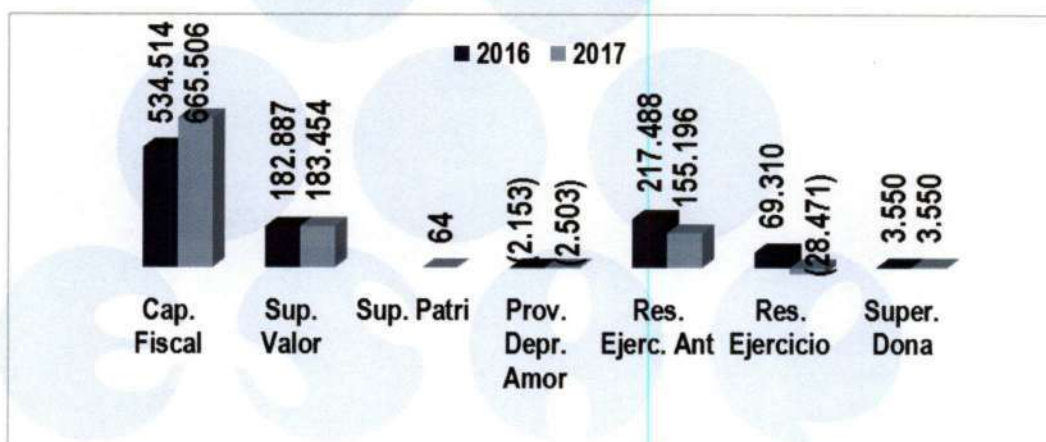 2016 2017
534.514
665.506
182.887
183.454
64
(2.153)
(2.503)
217.488
155.196
69.310
(28.471)
3.550
3.550
Cap.
Fiscal
Sup.
Valor
Sup. Patri
Prov.
Depr.
Amor
Res.
Ejerc. Ant
Res.
Ejercicio
Super.
Dona